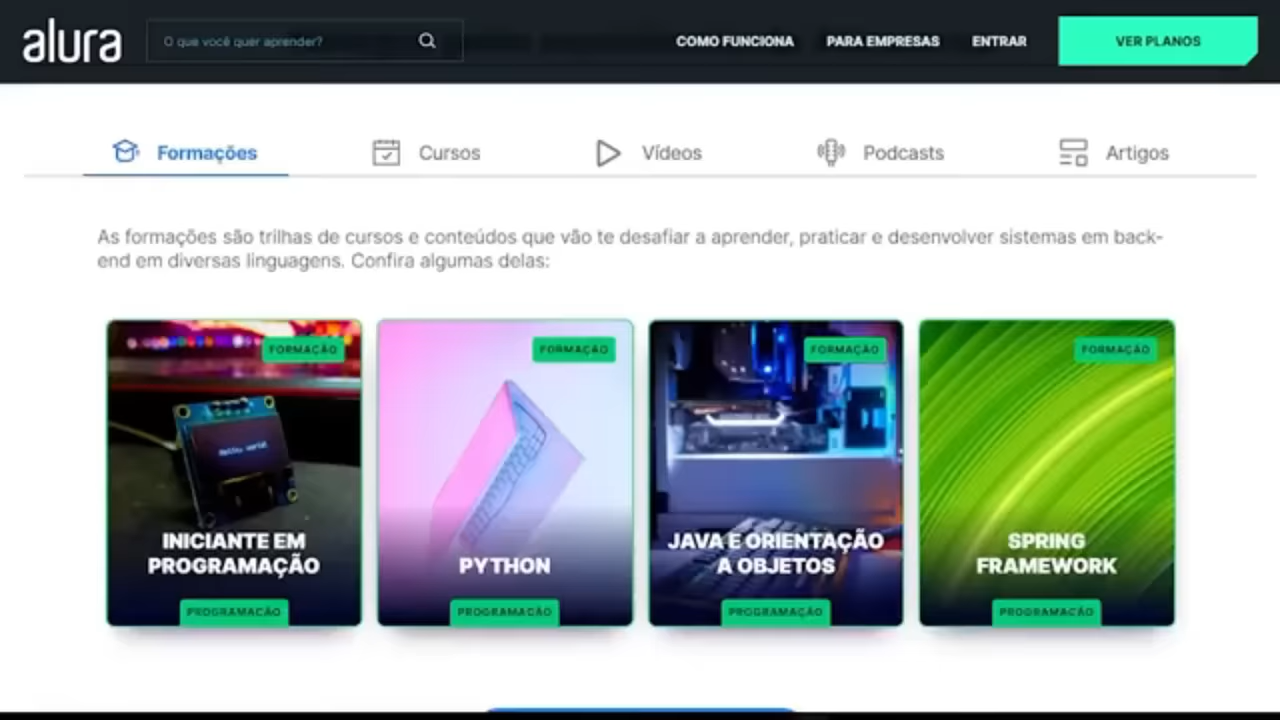 alura
O que você quer aprender?
COMO FUNCIONA
PARA EMPRESAS
ENTRAR
VER PLANOS
Formações
Cursos
Vídeos
Podcasts
Artigos
As formações são trilhas de cursos e conteúdos que vão te desafiar a aprender, praticar e desenvolver sistemas em back-
end em diversas linguagens. Confira algumas delas:
FORMAÇÃO
INICIANTE EM
PROGRAMAÇÃO
PROGRAMAÇÃO
FORMAÇÃO
PYTHON
PROGRAMAÇÃO
FORMAÇÃO
JAVA E ORIENTAÇÃO
A OBJETOS
PROGRAMAÇÃO
FORMAÇÃO
SPRING
FRAMEWORK
PROGRAMAÇÃO